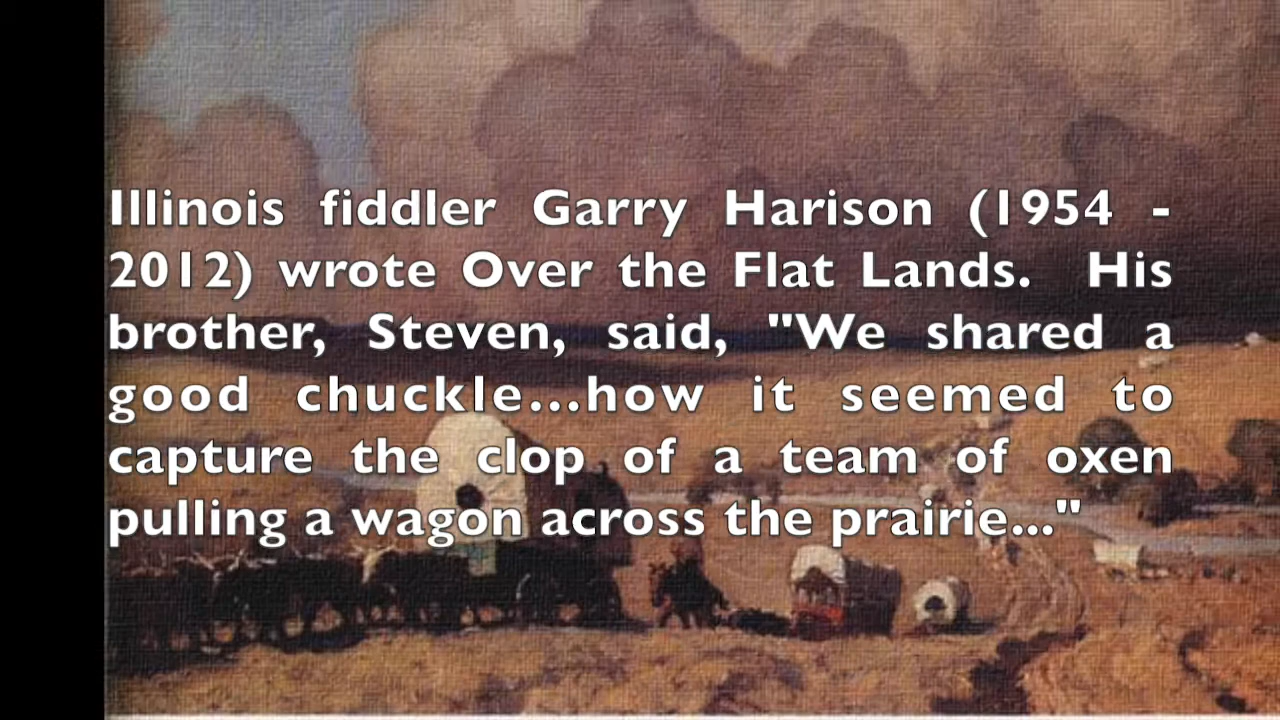 Illinois fiddler Garry Harison (1954 -
2012) wrote Over the Flat Lands.  His
brother, Steven, said, "We shared a
good chuckle...how it seemed to
capture the clop of a team of oxen
pulling a wagon across the prairie..."